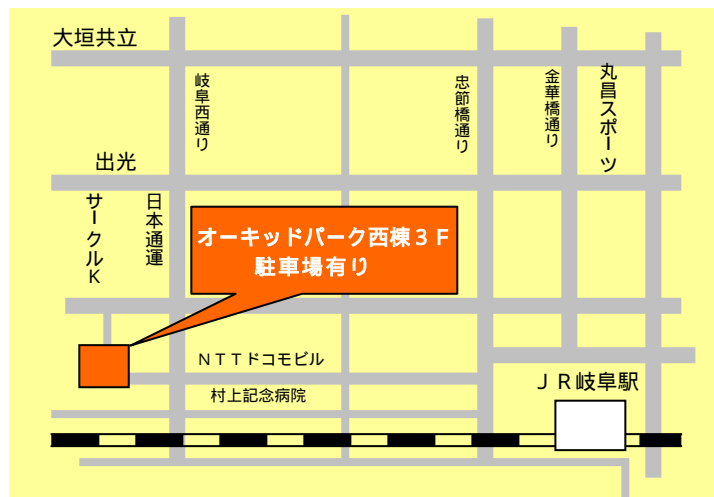 大垣共立
岐阜西通り
忠節橋通り
金華橋通り
丸昌スポーツ
出光
サークルK
日本通運
オーキッドパーク西棟３Ｆ
駐車場有り
ＮＴＴドコモビル
村上記念病院
ＪＲ岐阜駅